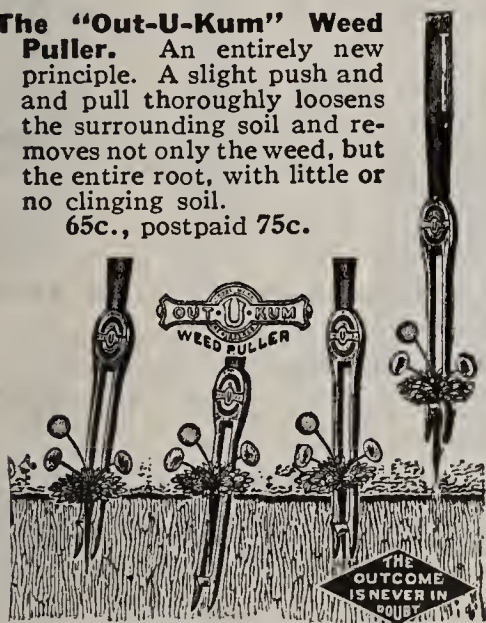 The “Out-U-Kum” Weed
Puller. An entirely new
principle. A slight push and
and pull thoroughly loosens
the surrounding soil and re-
moves not only the weed, but
the entire root, with little or
no clinging soil.
65c., postpaid 75c.
OUT·U·KUM
WEED PULLER
THE
OUTCOME
IS NEVER IN
DOUBT